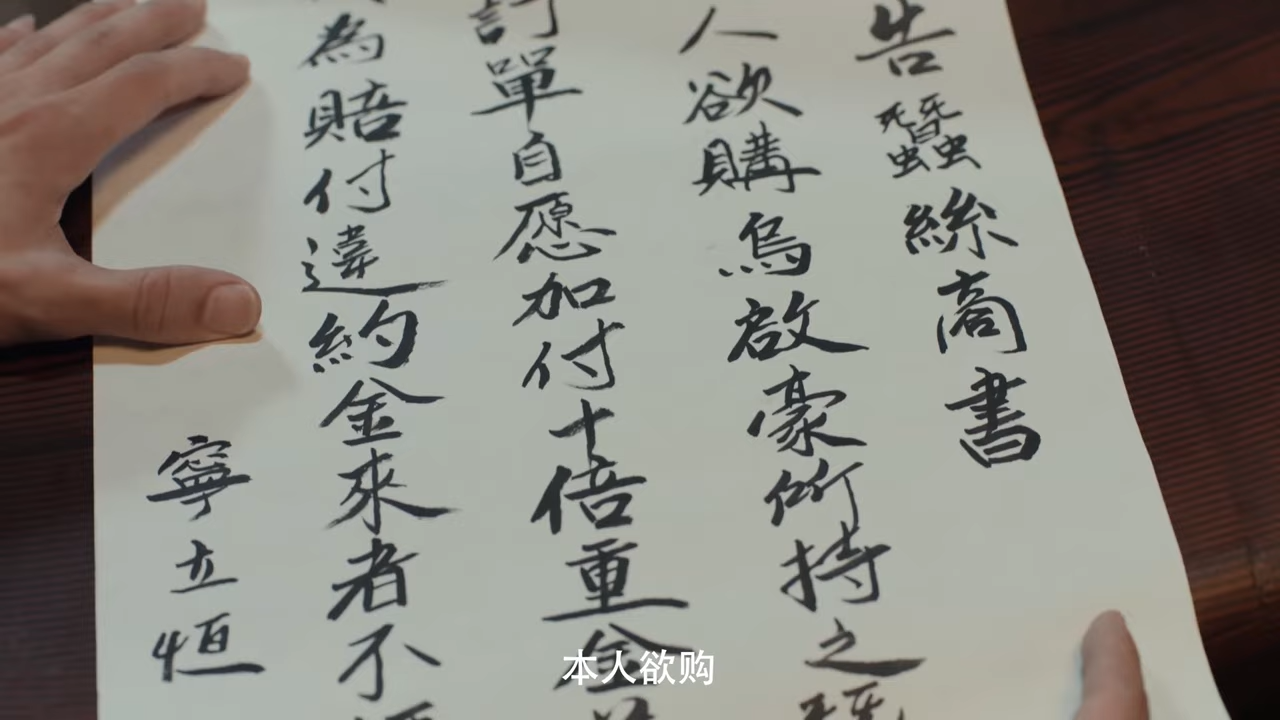 告蠶絲商書
人欲購烏啟豪所持之
訂單自愿加付十倍重金
為賠付違約金來者不
寧立恒
本人欲购